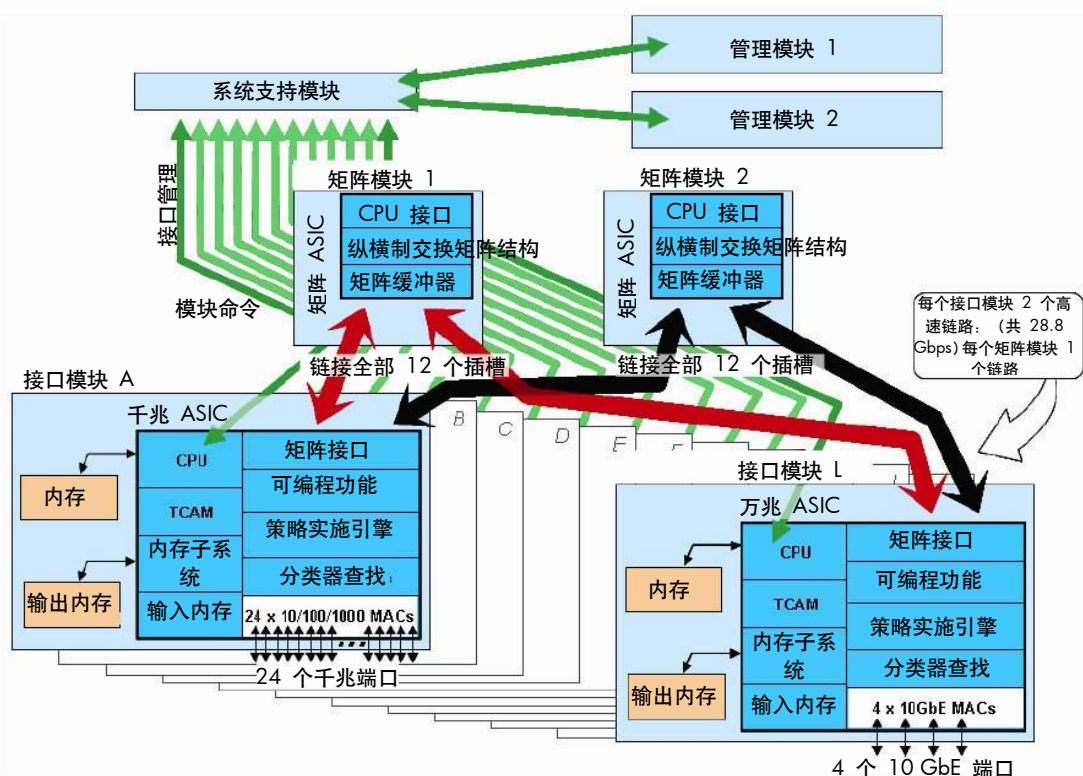 管理模块 1
系统支持模块
管理模块 2
接口管理
矩阵模块 1
矩阵模块 2
矩阵 ASIC
CPU 接口
纵横制交换矩阵结构
矩阵缓冲器
矩阵 ASIC
CPU 接口
纵横制交换矩阵结构
矩阵缓冲器
模块命令
每个接口模块 2 个高
速链路: (共 28.8
Gbps)每个矩阵模块 1
个链路
链接全部 12 个插槽
链接全部 12 个插槽
接口模块 A
千兆 ASIC
B
C
D
E
F
CPU
TCAM
内存子系
统
输入内存
矩阵接口
可编程功能
策略实施引擎
分类器查找
24 x 10/100/1000 MACs
...
内存
输出内存
24 个千兆端口
接口模块 L
万兆 ASIC
CPU
TCAM
内存子系
统
输入内存
矩阵接口
可编程功能
策略实施引擎
分类器查找
4 x 10GbE MACs
内存
输出内存
4 个 10 GbE 端口